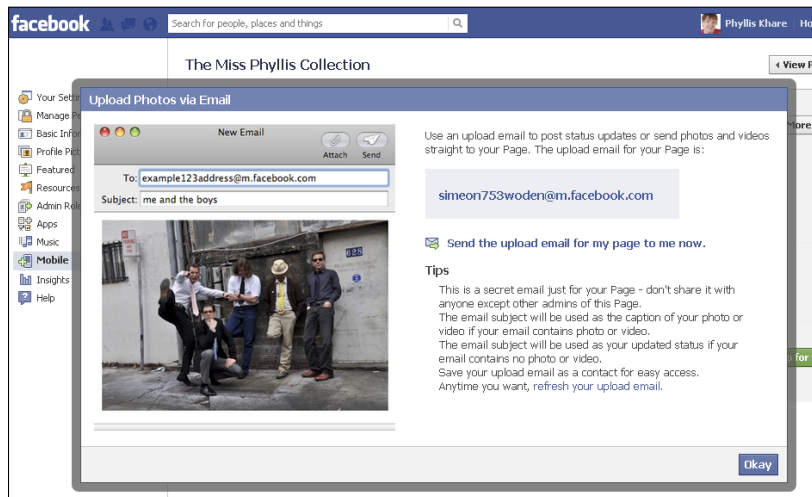 facebook
Search for people, places and things
Phyllis Khare
The Miss Phyllis Collection
View
Your
Manage
Basic
Profile
Featured
Resources
Admin
Apps
Music
Mobile
Insights
Help
More
for
Upload Photos via Email
New Email
Attach Send
To: example123address@m.facebook.com
Subject: me and the boys
628
Use an upload email to post status updates or send photos and videos
straight to your Page. The upload email for your Page is:
simeon753woden@m.facebook.com
Send the upload email for my page to me now.
Tips
This is a secret email just for your Page - don't share it with
anyone except other admins of this Page.
The email subject will be used as the caption of your photo or
video if your email contains photo or video.
The email subject will be used as your updated status if your
email contains no photo or video.
Save your upload email as a contact for easy access.
Anytime you want, refresh your upload email.
Okay